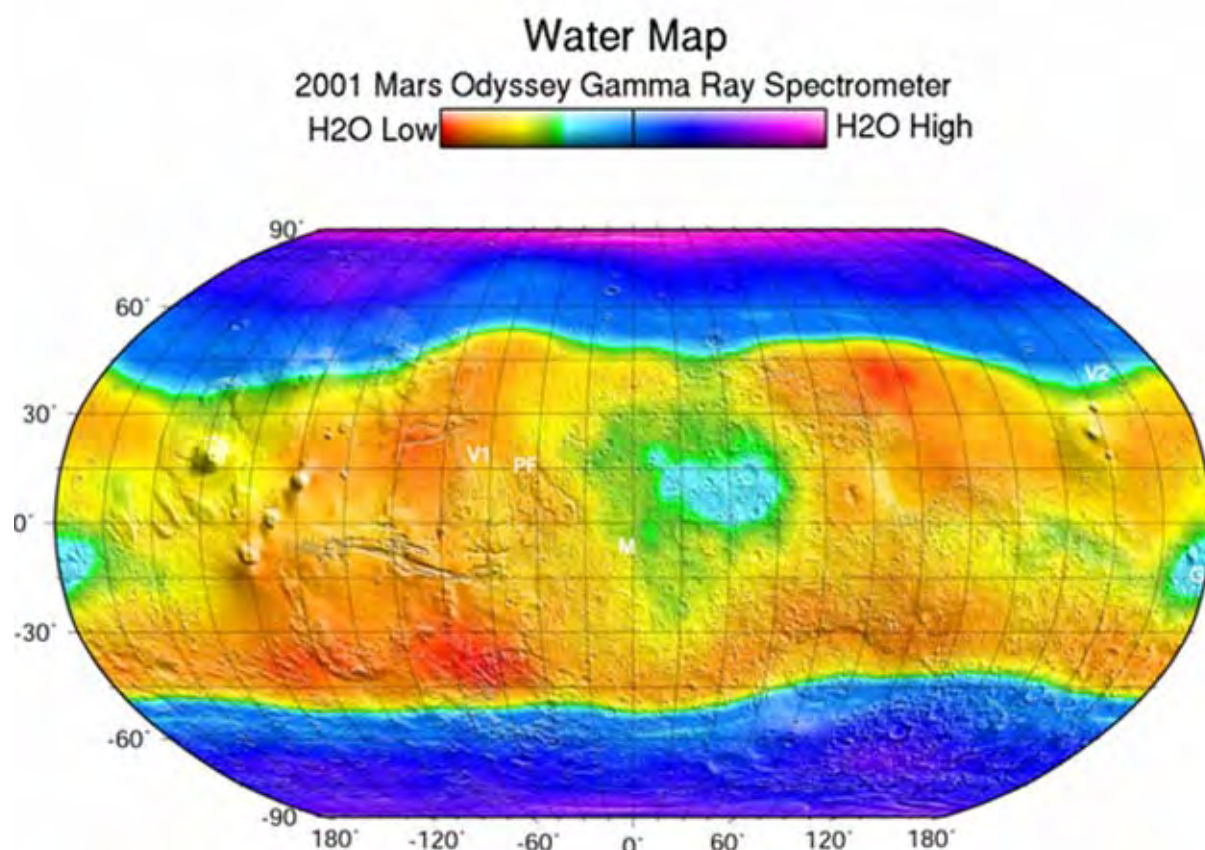 Water Map
2001 Mars Odyssey Gamma Ray Spectrometer
H2O Low H2O High
90°
60°
V2
30°
V1 PF
0°
M
G
-30°
-60°
-90
180° -120° -60° 0° 60° 120° 180°